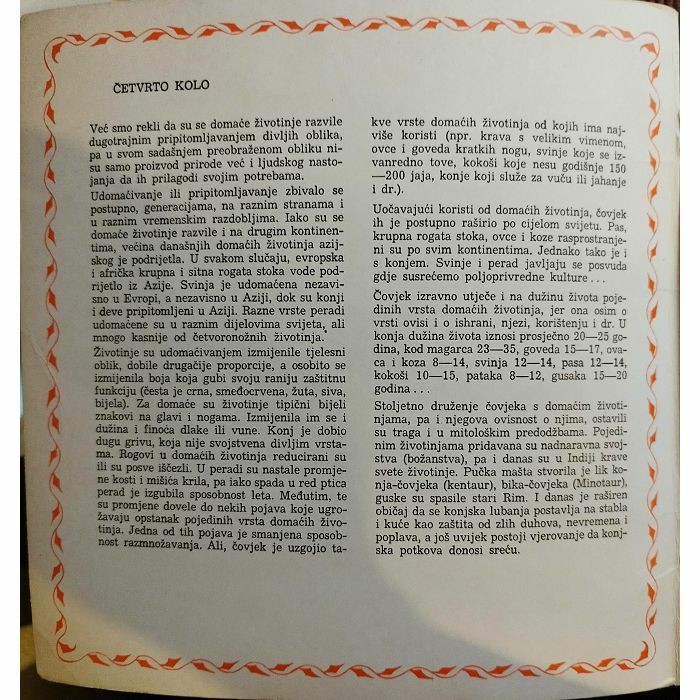 ČETVRTO KOLO
Već smo rekli da su se domaće životinje razvile
dugotrajnim pripitomljavanjem divljih oblika,
pa u svom sadašnjem preobraženom obliku ni-
su samo proizvod prirode već i ljudskog nasto-
janja da ih prilagodi svojim potrebama.
Udomaćivanje ili pripitomljavanje zbivalo se
postupno, generacijama, na raznim stranama i
u raznim vremenskim razdobljima. Iako su se
domaće životinje razvile i na drugim kontinen-
tima, većina današnjih domaćih životinja azij-
skog je podrijetla. U svakom slučaju, evropska
i afrička krupna i sitna rogata stoka vode pod-
rijetlo iz Azije. Svinja je udomaćena nezavi-
sno u Evropi, a nezavisno u Aziji, dok su konji
i deve pripitomljeni u Aziji. Razne vrste peradi
udomaćene su u raznim dijelovima svijeta, ali
mnogo kasnije od četveronožnih životinja.
Životinje su udomaćivanjem izmijenile tjelesni
oblik, dobile drugačije proporcije, a osobito se
izmijenila boja koja gubi svoju raniju zaštitnu
funkciju (česta je crna, smeđocrvena, žuta, siva,
bijela). Za domaće su životinje tipični bijeli
znakovi na glavi i nogama. Izmijenila im se i
dužina i finoća dlake ili vune. Konj je dobio
dugu grivu, koja nije svojstvena divljim vrsta-
ma. Rogovi u domaćih životinja reducirani su
ili su posve iščezli. U peradi su nastale promje-
ne kosti i mišića krila, pa iako spada u red ptica
perad je izgubila sposobnost leta. Međutim, te
su promjene dovele do nekih pojava koje ugro-
žavaju opstanak pojedinih vrsta domaćih živo-
tinja. Jedna od tih pojava je smanjena sposob-
nost razmnožavanja. Ali, čovjek je uzgojio ta-
kve vrste domaćih životinja od kojih ima naj-
više koristi (npr. krava s velikim vimenom,
ovce i goveda kratkih nogu, svinje koje se iz-
vanredno tove, kokoši koje nesu godišnje 150
—200 jaja, konje koji služe za vuču ili jahanje
i dr.).
Uočavajući koristi od domaćih životinja, čovjek
ih je postupno raširio po cijelom svijetu. Pas,
krupna rogata stoka, ovce i koze rasprostranje-
ni su po svim kontinentima. Jednako tako je i
s konjem. Svinje i perad javljaju se posvuda
gdje susrećemo poljoprivredne kulture . . .
Čovjek izravno utječe i na dužinu života poje-
dinih vrsta domaćih životinja, jer ona osim o
vrsti ovisi i o ishrani, njezi, korištenju i dr. U
konja dužina života iznosi prosječno 20—25 go-
dina, kod magarca 23—35, goveda 15—17, ova-
ca i koza 8—14, svinja 12—14, pasa 12—14,
kokoši 10—15, pataka 8—12, gusaka 15—20
godina . . .
Stoljetno druženje čovjeka s domaćim životi-
njama, pa i njegova ovisnost o njima, ostavili
su traga i u mitološkim predodžbama. Pojedi-
nim životinjama pridavana su nadnaravna svoj-
stva (božanstva), pa i danas su u Indiji krave
svete životinje. Pučka mašta stvorila je lik ko-
nja-čovjeka (kentaur), bika-čovjeka (Minotaur),
guske su spasile stari Rim. I danas je raširen
običaj da se konjska lubanja postavlja na stabla
i kuće kao zaštita od zlih duhova, nevremena i
poplava, a još uvijek postoji vjerovanje da konj-
ska potkova donosi sreću.